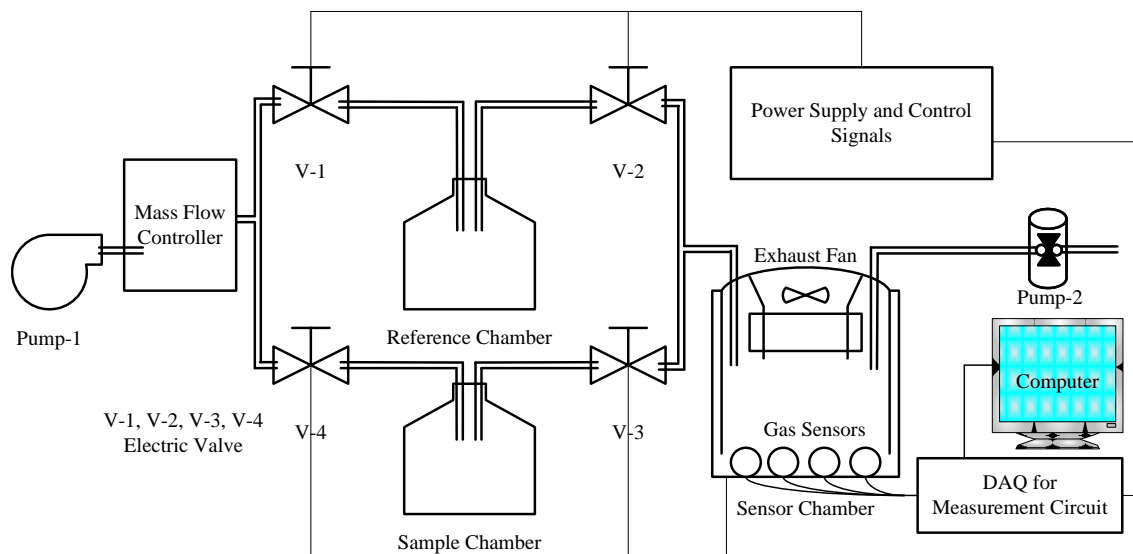 Power Supply and Control
Signals
V-1
V-2
Mass Flow
Controller
Exhaust Fan
Pump-1
Reference Chamber
Pump-2
Computer
V-1, V-2, V-3, V-4
Electric Valve
V-4
V-3
Gas Sensors
DAQ for
Measurement Circuit
Sensor Chamber
Sample Chamber